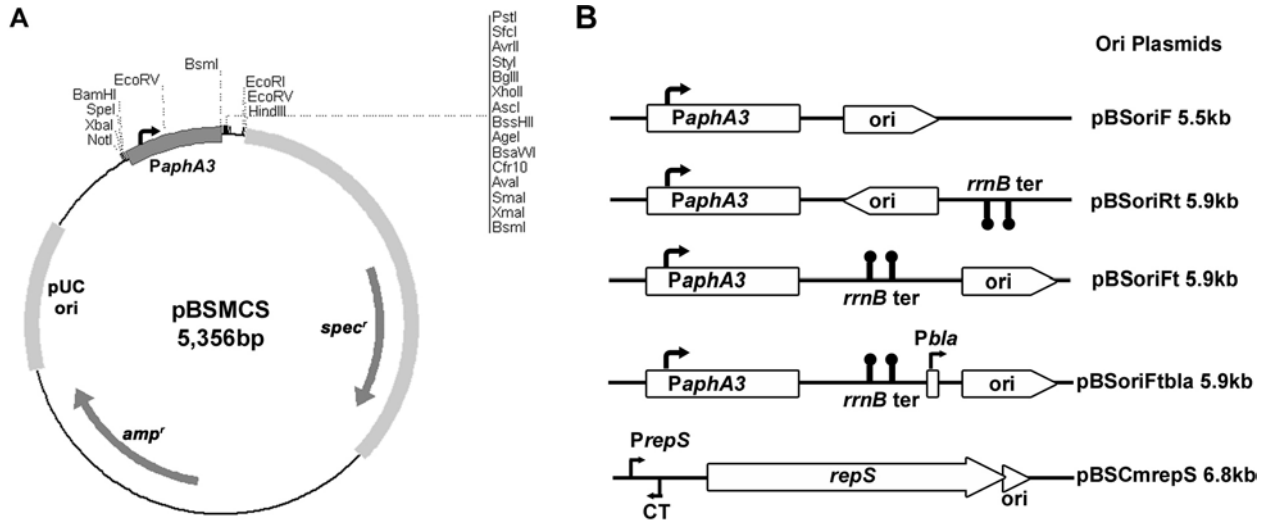 A
BsmI
EcoRV
BamHI
SpeI
XbaI
NotI
PaphA3
EcoRI
EcoRV
HindIII
PstI
SfcI
AvrII
StyI
BglII
XhoII
AscI
BssHII
AgeI
BsaWI
Cfr10
AvaI
SmaI
XmaI
BsmI
pUC
ori
pBSMCS
5,356bp
specʳ
ampʳ
B
Ori Plasmids
PaphA3
ori
pBSoriF 5.5kb
PaphA3
ori
rrnB ter
pBSoriRt 5.9kb
PaphA3
rrnB ter
ori
pBSoriFt 5.9kb
PaphA3
rrnB ter
Pbla
ori
pBSoriFtbla 5.9kb
PrepS
CT
repS
ori
pBSCmrepS 6.8kb